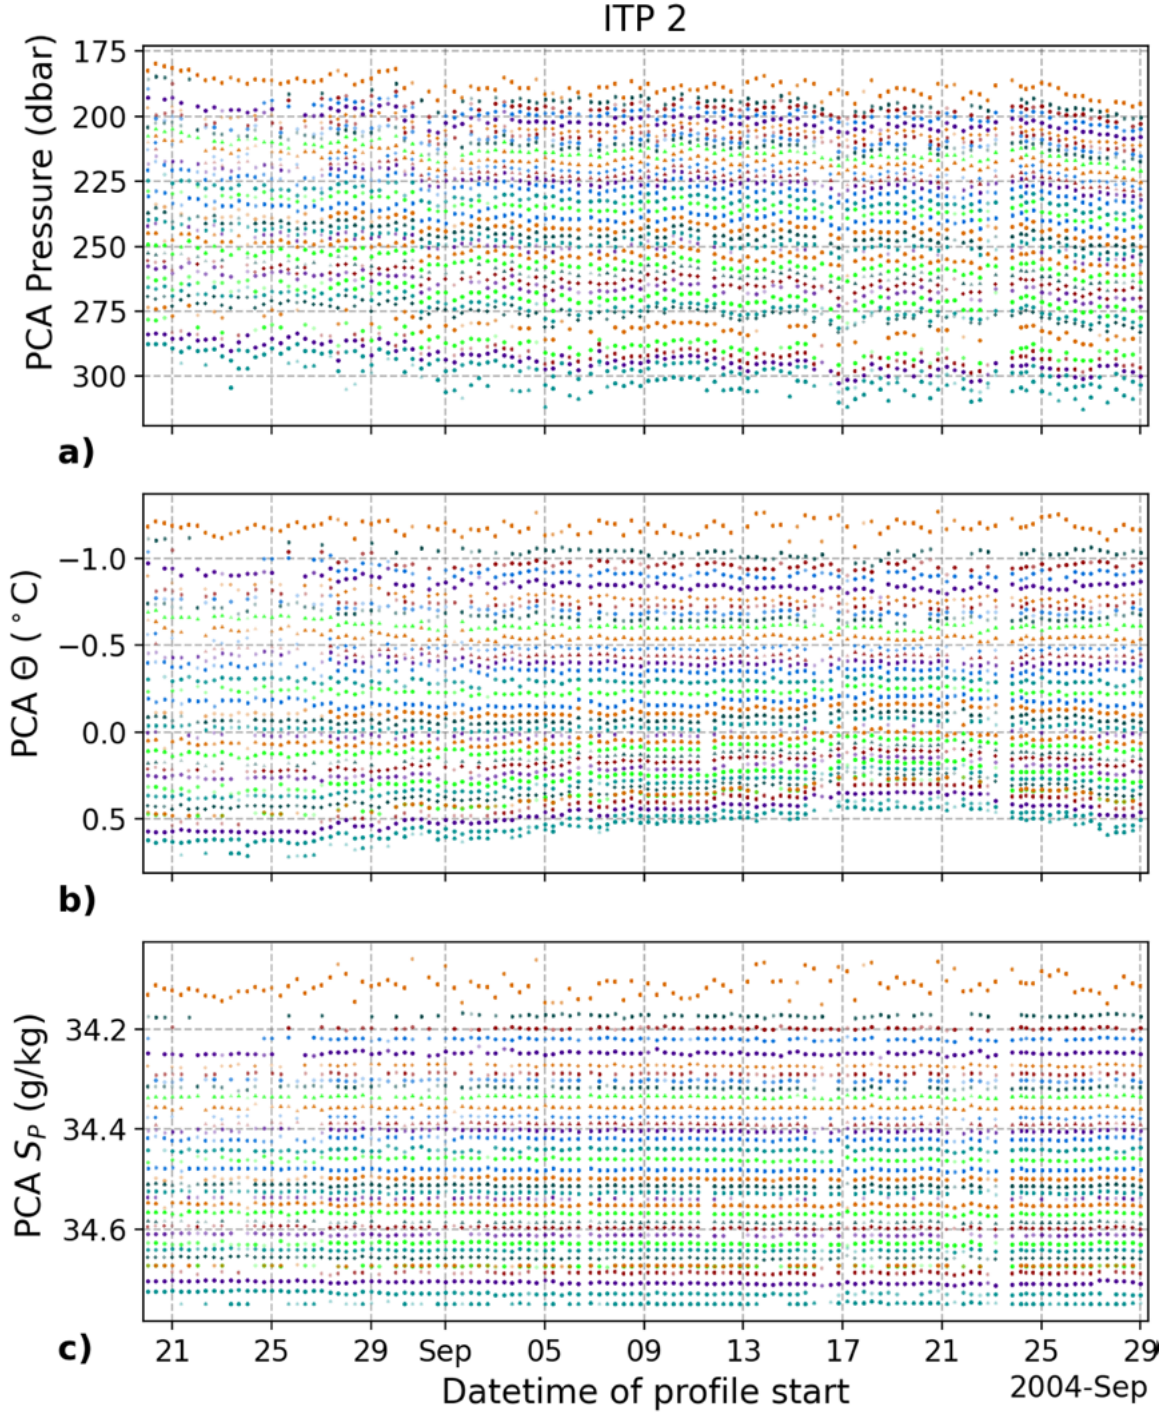 ITP 2
PCA Pressure (dbar)
175
200
225
250
275
300
a)
PCA Θ (°C)
−1.0
−0.5
0.0
0.5
b)
PCA S_P (g/kg)
34.2
34.4
34.6
c)
21 25 29 Sep 05 09 13 17 21 25 29
2004-Sep
Datetime of profile start